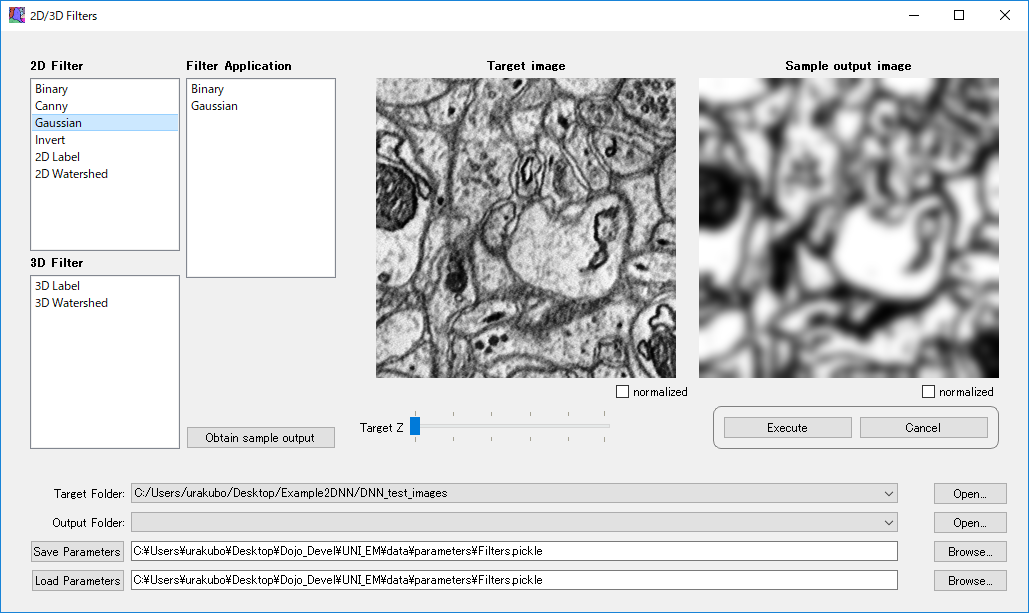 2D/3D Filters
2D Filter
Binary
Canny
Gaussian
Invert
2D Label
2D Watershed
3D Filter
3D Label
3D Watershed
Filter Application
Binary
Gaussian
Obtain sample output
Target image
normalized
Target Z
Sample output image
normalized
Execute
Cancel
Target Folder: C:/Users/urakubo/Desktop/Example2DNN/DNN_test_images Open...
Output Folder: Open...
Save Parameters C:¥Users¥urakubo¥Desktop¥Dojo_Devel¥UNI_EM¥data¥parameters¥Filters.pickle Browse...
Load Parameters C:¥Users¥urakubo¥Desktop¥Dojo_Devel¥UNI_EM¥data¥parameters¥Filters.pickle Browse...